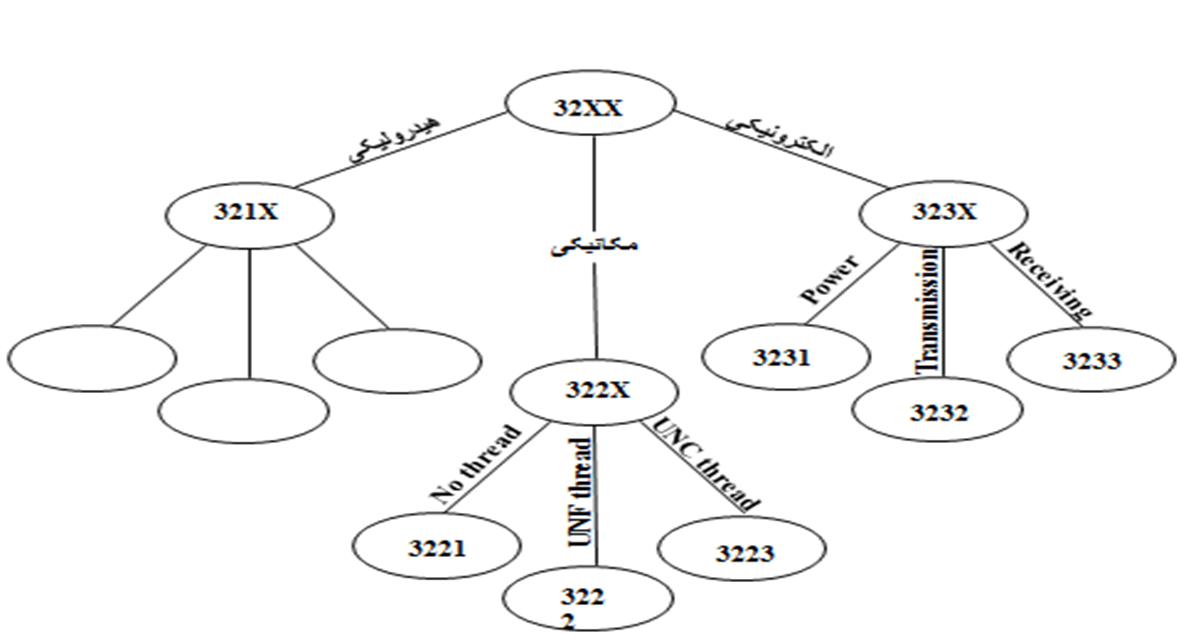 32XX
هیدرولیکی
الکترونیکی
321X
323X
مکانیکی
Power
Transmission
Receiving
3231
3233
3232
322X
No thread
UNF thread
UNC thread
3221
3223
322
2